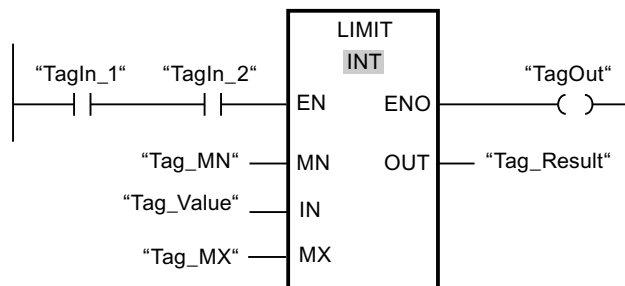 LIMIT
INT
“TagIn_1“ “TagIn_2“ “TagOut“
EN ENO
“Tag_MN“ MN OUT “Tag_Result“
“Tag_Value“ IN
“Tag_MX“ MX